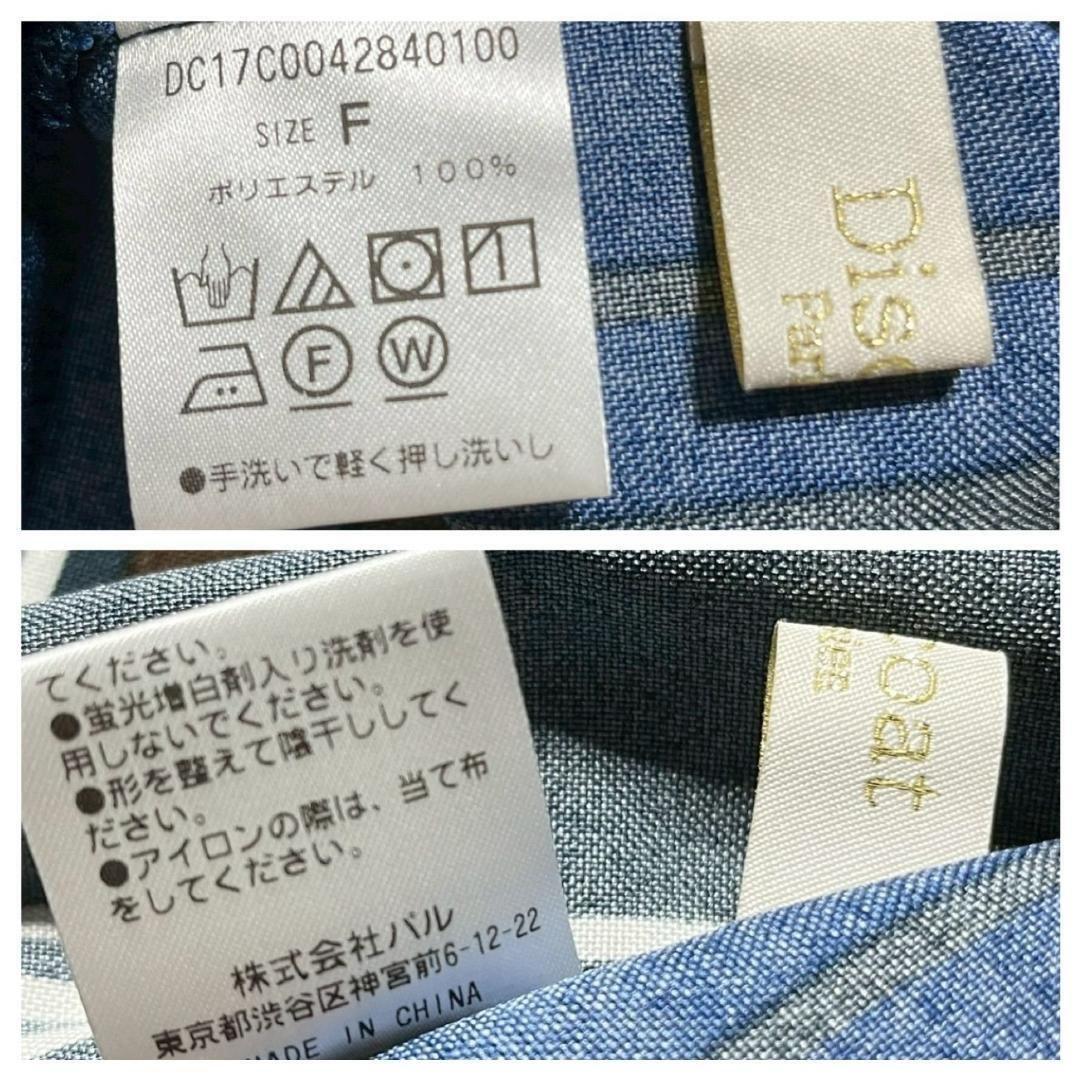 DC17C0042840100
SIZE F
ポリエステル 100%
F W
●手洗いで軽く押し洗いし
Disc
Pari
てください。
●蛍光増白剤入り洗剤を使
用しないでください。
●形を整えて陰干ししてく
ださい。
●アイロンの際は、当て布
をしてください。
株式会社パル
東京都渋谷区神宮前6-12-22
MADE IN CHINA
oat